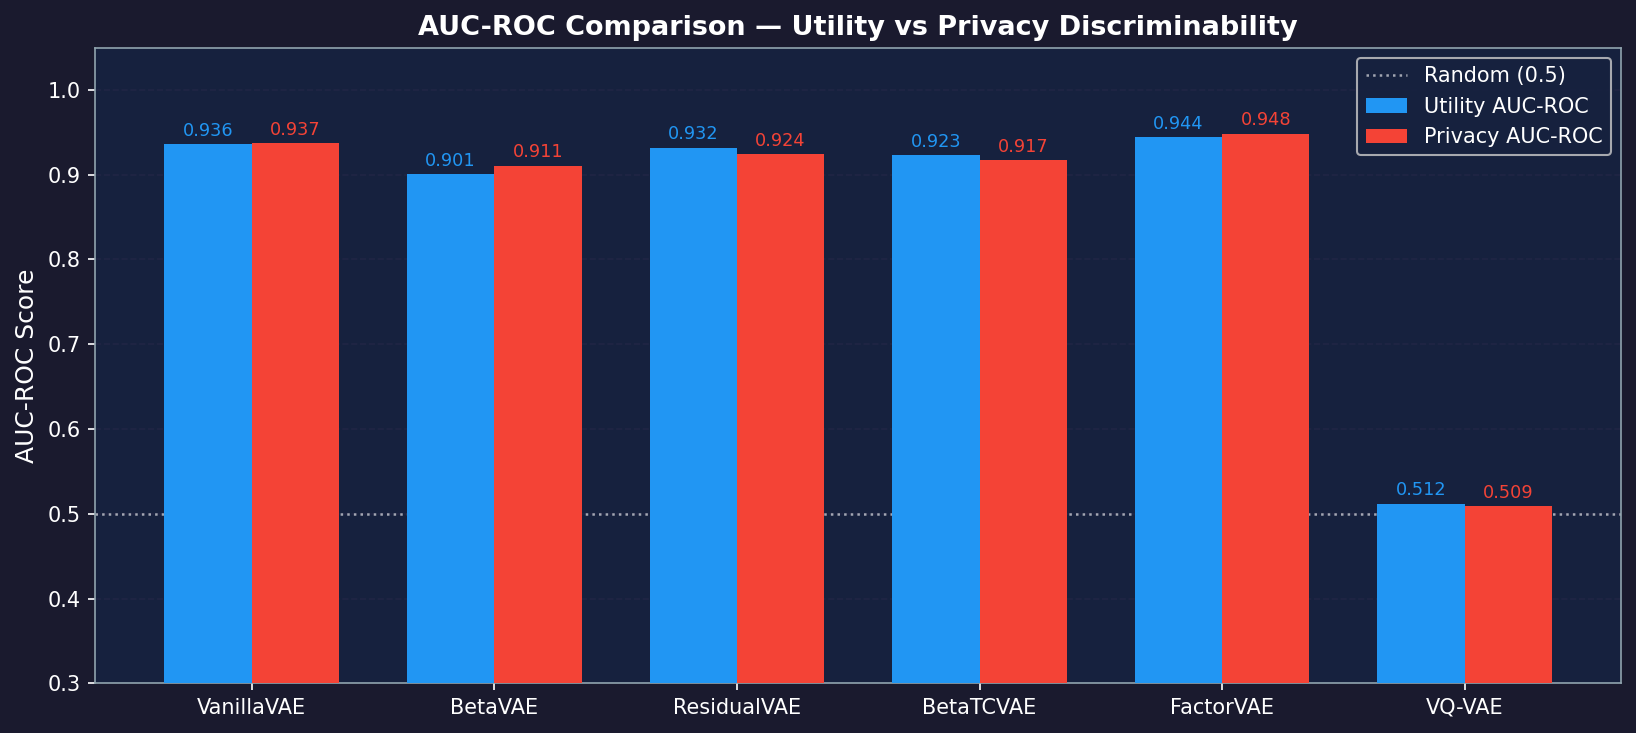 AUC-ROC Comparison — Utility vs Privacy Discriminability
Random (0.5)
Utility AUC-ROC
Privacy AUC-ROC
AUC-ROC Score
1.0
0.9
0.8
0.7
0.6
0.5
0.4
0.3
0.936 0.937
0.901 0.911
0.932 0.924
0.923 0.917
0.944 0.948
0.512 0.509
VanillaVAE BetaVAE ResidualVAE BetaTCVAE FactorVAE VQ-VAE